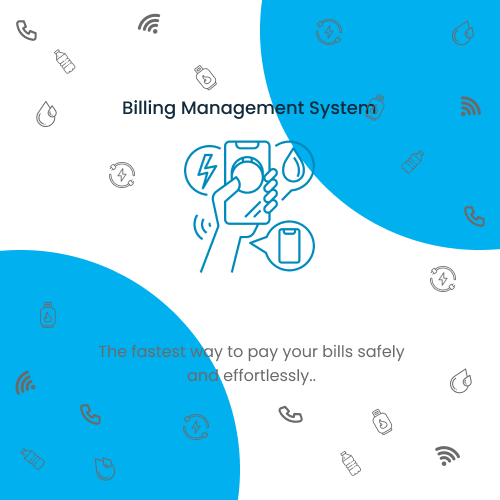 Billing Management System
The fastest way to pay your bills safely
and effortlessly..